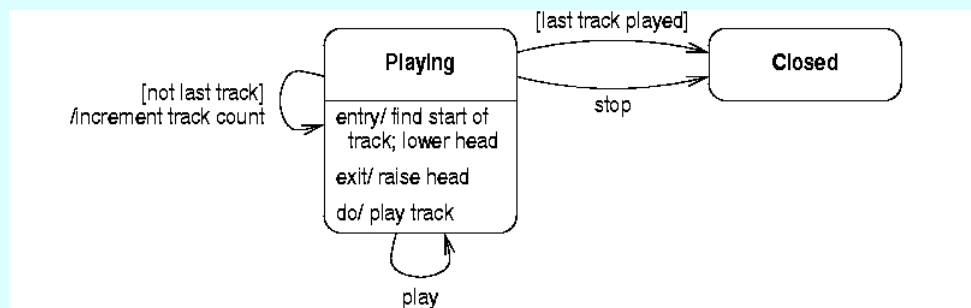 [last track played]
Playing
Closed
[not last track]
/increment track count
stop
entry/ find start of
track; lower head
exit/ raise head
do/ play track
play